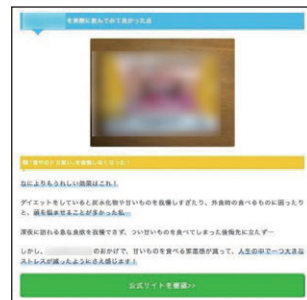 を実際に飲んでみて良かった点
なによりもうれしい効果はこれ！
ダイエットをしていると炭水化物や甘いものを我慢しすぎたり、外食時の食べるものに困ったり
と、頭を悩ませることが多かった私…
深夜に訪れる急な食欲を我慢できず、つい甘いものを食べてしまった後悔先に立たず…
しかし、 のおかげで、甘いものを食べる罪悪感が減って、人生の中で一つ大きな
ストレスが減ったようにさえ感じます！
公式サイトを確認>>